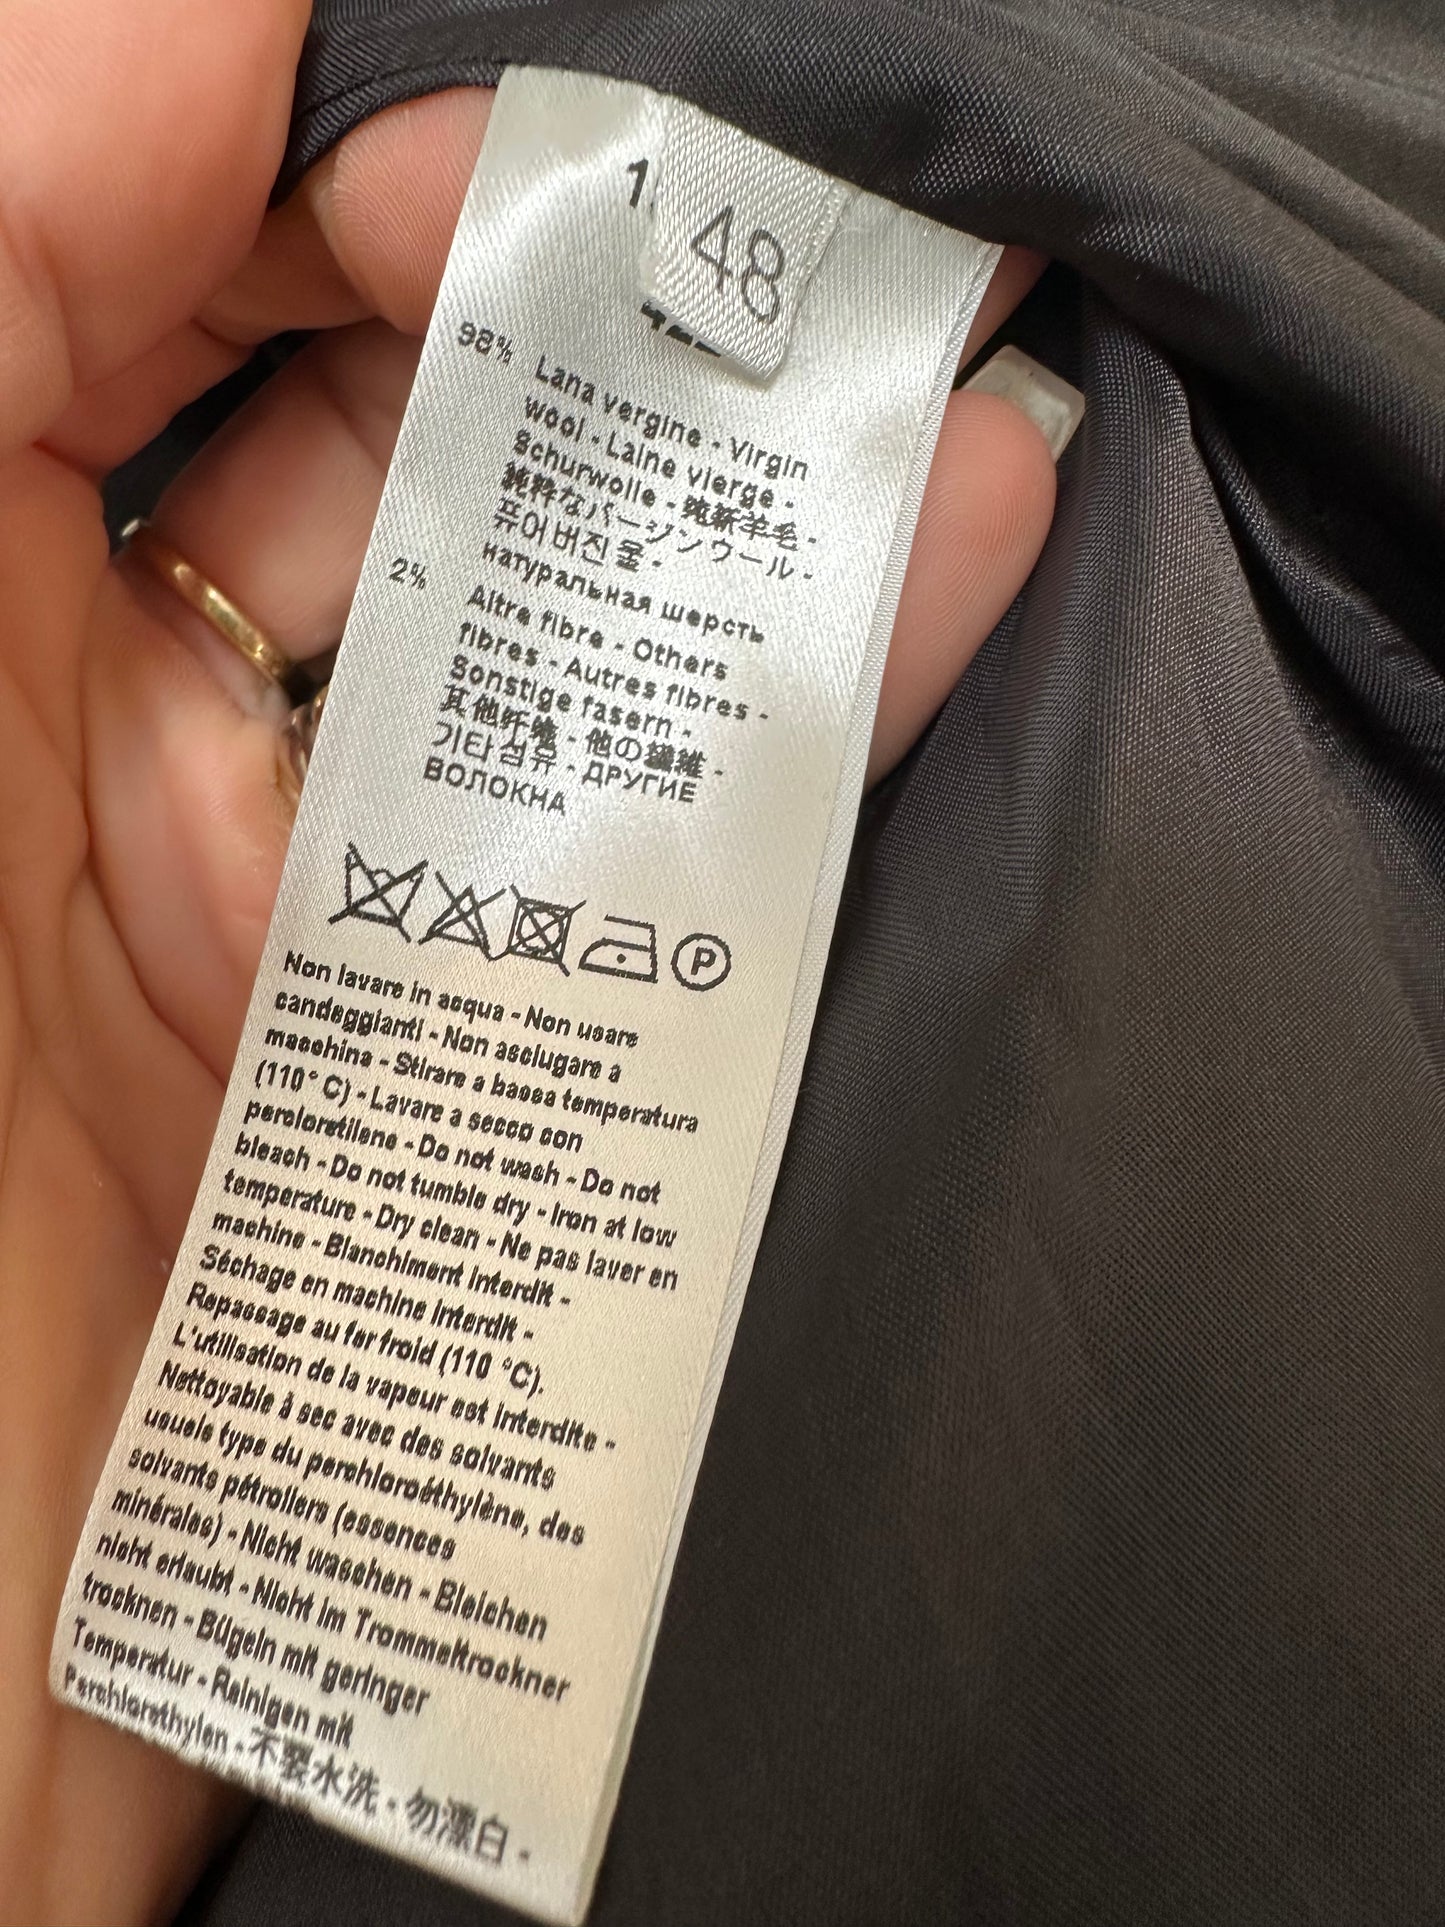 1
48
98% Lana vergine - Virgin
wool - Laine vierge -
Schurwolle - 纯新羊毛 -
純粋なバージンウール -
퓨어 버진 울 -
натуральная шерсть
2% Altre fibre - Others
fibres - Autres fibres -
Sonstige fasern -
其他纤维 - 他の繊維 -
기타 섬유 - ДРУГИЕ
ВОЛОКНА
P
Non lavare in acqua - Non usare
candeggianti - Non asciugare a
macchina - Stirare a bassa temperatura
(110° C) - Lavare a secco con
percloretilene - Do not wash - Do not
bleach - Do not tumble dry - Iron at low
temperature - Dry clean - Ne pas laver en
machine - Blanchiment interdit -
Séchage en machine interdit -
Repassage au fer froid (110 °C).
L'utilisation de la vapeur est interdite -
Nettoyable à sec avec des solvants
usuels type du perchloroéthylène, des
solvants pétroliers (essences
minérales) - Nicht waschen - Bleichen
nicht erlaubt - Nicht im Trommeltrockner
trocknen - Bügeln mit geringer
Temperatur - Reinigen mit
Perchlorethylen - 不要水洗 - 勿漂白 -